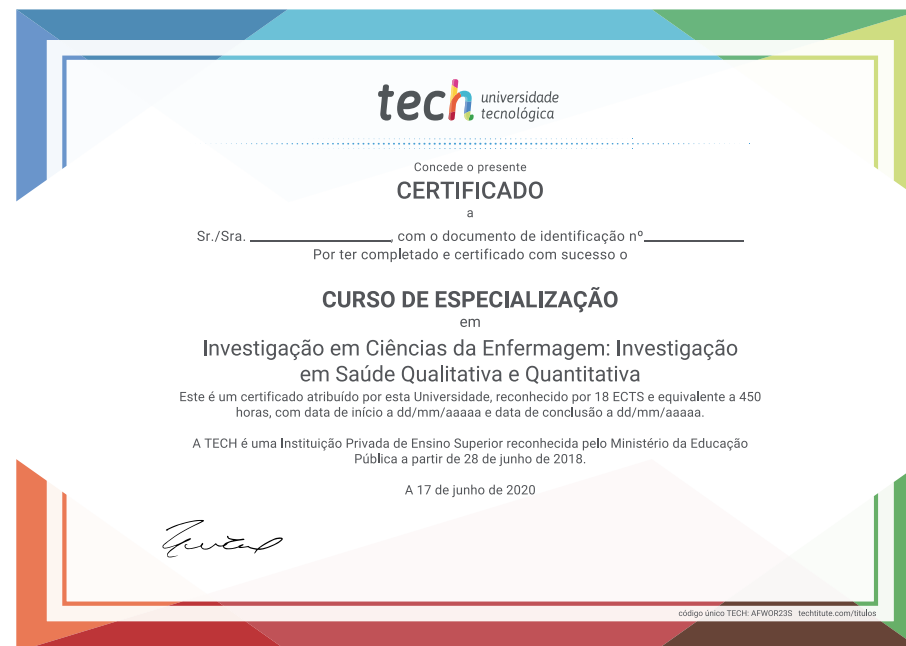 tech universidade
tecnológica
Concede o presente
CERTIFICADO
a
Sr./Sra. ________________, com o documento de identificação nº____________
Por ter completado e certificado com sucesso o
CURSO DE ESPECIALIZAÇÃO
em
Investigação em Ciências da Enfermagem: Investigação
em Saúde Qualitativa e Quantitativa
Este é um certificado atribuído por esta Universidade, reconhecido por 18 ECTS e equivalente a 450
horas, com data de início a dd/mm/aaaaa e data de conclusão a dd/mm/aaaaa.
A TECH é uma Instituição Privada de Ensino Superior reconhecida pelo Ministério da Educação
Pública a partir de 28 de junho de 2018.
A 17 de junho de 2020
código único TECH: AFWOR23S techtitute.com/titulos